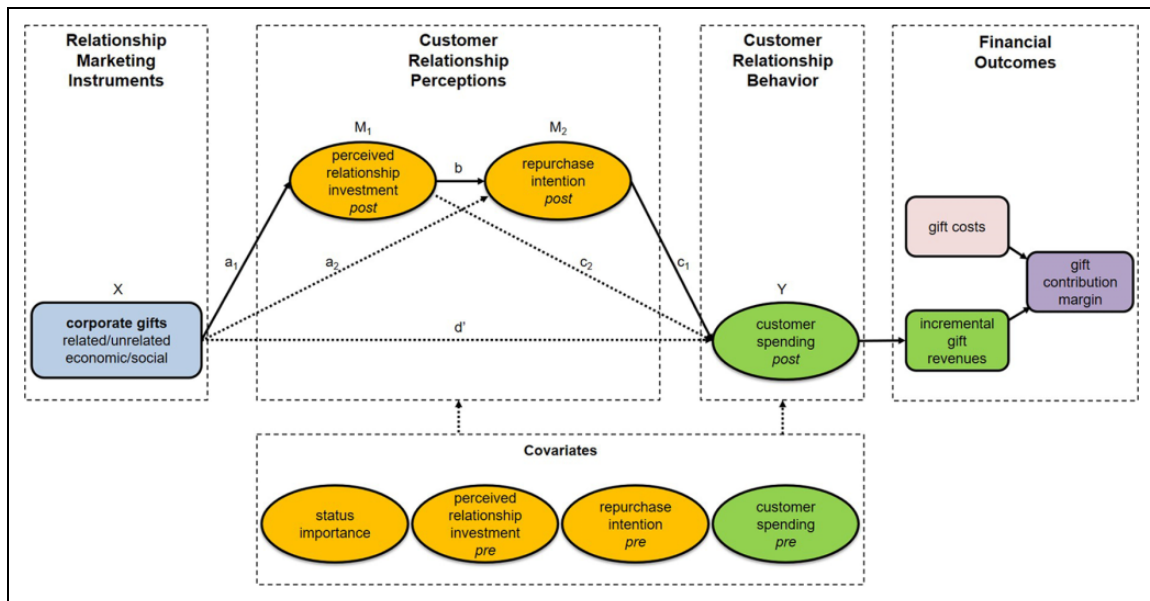 Relationship
Marketing
Instruments
Customer
Relationship
Perceptions
Customer
Relationship
Behavior
Financial
Outcomes
M1
M2
perceived
relationship
investment
post
b
repurchase
intention
post
a1
a2
c2
c1
X
corporate gifts
related/unrelated
economic/social
d'
Y
customer
spending
post
gift costs
gift
contribution
margin
incremental
gift
revenues
Covariates
status
importance
perceived
relationship
investment
pre
repurchase
intention
pre
customer
spending
pre